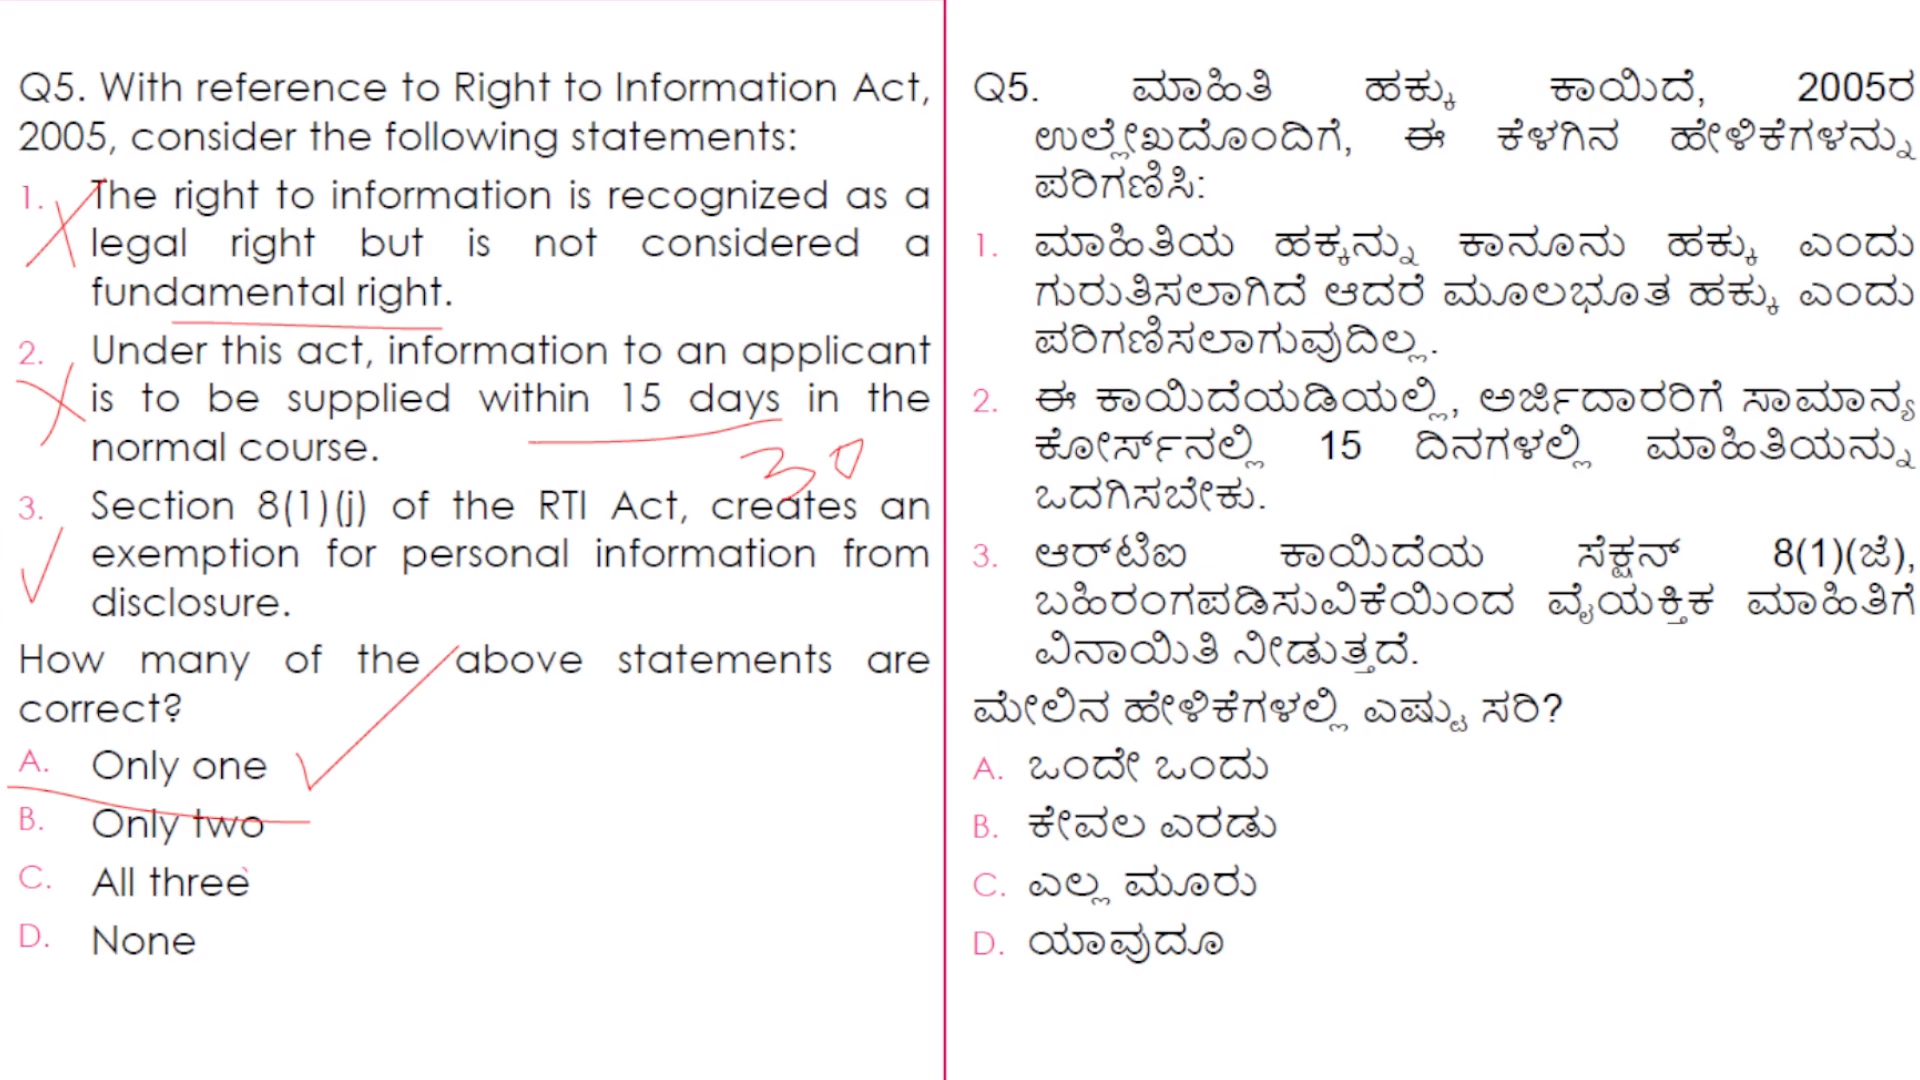 Q5. With reference to Right to Information Act,
2005, consider the following statements:
1. The right to information is recognized as a
legal right but is not considered a
fundamental right.
2. Under this act, information to an applicant
is to be supplied within 15 days in the
normal course.
30
3. Section 8(1)(j) of the RTI Act, creates an
exemption for personal information from
disclosure.
How many of the above statements are
correct?
A. Only one
B. Only two
C. All three
D. None
Q5. ಮಾಹಿತಿ ಹಕ್ಕು ಕಾಯಿದೆ, 2005ರ
ಉಲ್ಲೇಖದೊಂದಿಗೆ, ಈ ಕೆಳಗಿನ ಹೇಳಿಕೆಗಳನ್ನು
ಪರಿಗಣಿಸಿ:
1. ಮಾಹಿತಿಯ ಹಕ್ಕನ್ನು ಕಾನೂನು ಹಕ್ಕು ಎಂದು
ಗುರುತಿಸಲಾಗಿದೆ ಆದರೆ ಮೂಲಭೂತ ಹಕ್ಕು ಎಂದು
ಪರಿಗಣಿಸಲಾಗುವುದಿಲ್ಲ.
2. ಈ ಕಾಯಿದೆಯಡಿಯಲ್ಲಿ, ಅರ್ಜಿದಾರರಿಗೆ ಸಾಮಾನ್ಯ
ಕೋರ್ಸ್‌ನಲ್ಲಿ 15 ದಿನಗಳಲ್ಲಿ ಮಾಹಿತಿಯನ್ನು
ಒದಗಿಸಬೇಕು.
3. ಆರ್‌ಟಿಐ ಕಾಯಿದೆಯ ಸೆಕ್ಷನ್ 8(1)(ಜೆ),
ಬಹಿರಂಗಪಡಿಸುವಿಕೆಯಿಂದ ವೈಯಕ್ತಿಕ ಮಾಹಿತಿಗೆ
ವಿನಾಯಿತಿ ನೀಡುತ್ತದೆ.
ಮೇಲಿನ ಹೇಳಿಕೆಗಳಲ್ಲಿ ಎಷ್ಟು ಸರಿ?
A. ಒಂದೇ ಒಂದು
B. ಕೇವಲ ಎರಡು
C. ಎಲ್ಲ ಮೂರು
D. ಯಾವುದೂ